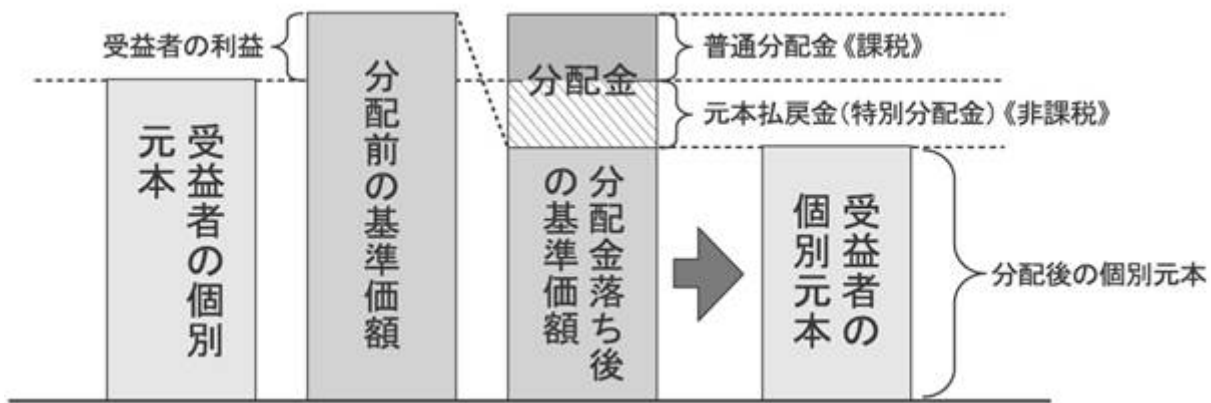 受益者の利益
受益者の個別
元本
分配前の基準価額
分配金
分配金落ち後
の基準価額
普通分配金《課税》
元本払戻金(特別分配金)《非課税》
受益者の
個別元本
分配後の個別元本